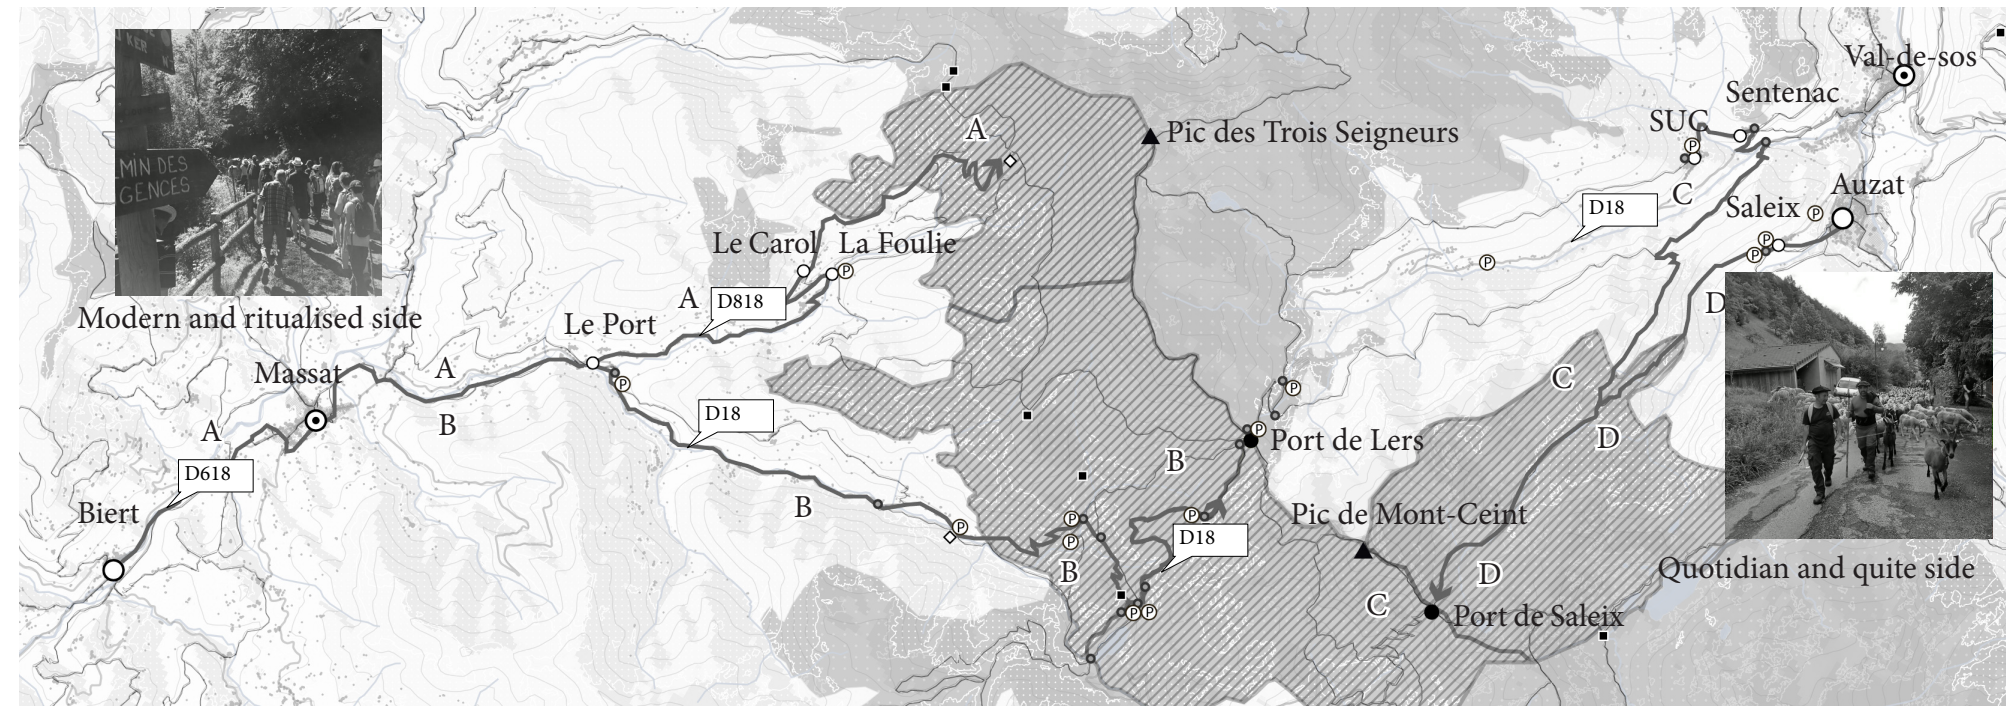 KER
MIN DES
GENCES
Modern and ritualised side
Val-de-sos
Sentenac
SUC
Pic des Trois Seigneurs
A
C
D18
Auzat
Saleix
P
P
P
P
P
Le Carol
La Foulie
P
A
D818
Le Port
D
Massat
A
B
P
P
C
D18
A
D618
B
P
Port de Lers
D
B
Biert
P
P
P
P
D18
Pic de Mont-Ceint
B
D
Quotidian and quite side
C
P
P
Port de Saleix